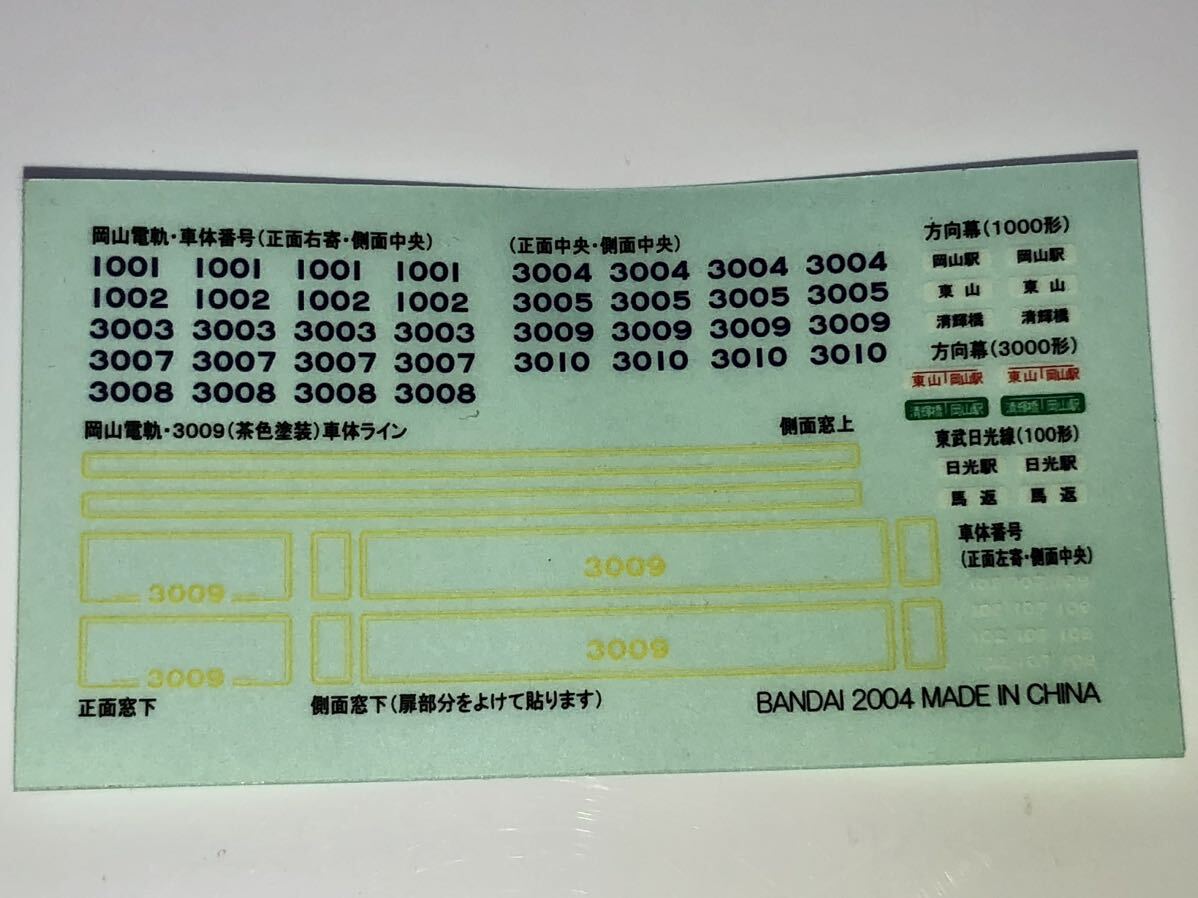 岡山電軌・車体番号(正面右寄・側面中央)
1001 1001 1001 1001
1002 1002 1002 1002
3003 3003 3003 3003
3007 3007 3007 3007
3008 3008 3008 3008
(正面中央・側面中央)
3004 3004 3004 3004
3005 3005 3005 3005
3009 3009 3009 3009
3010 3010 3010 3010
方向幕(1000形)
岡山駅 岡山駅
東山 東山
清輝橋 清輝橋
方向幕(3000形)
東山|岡山駅 東山|岡山駅
清輝橋|岡山駅 清輝橋|岡山駅
東武日光線(100形)
日光駅 日光駅
馬返 馬返
車体番号
(正面左寄・側面中央)
岡山電軌・3009(茶色塗装)車体ライン
側面窓上
3009
3009
3009
3009
正面窓下
側面窓下(扉部分をよけて貼ります)
BANDAI 2004 MADE IN CHINA